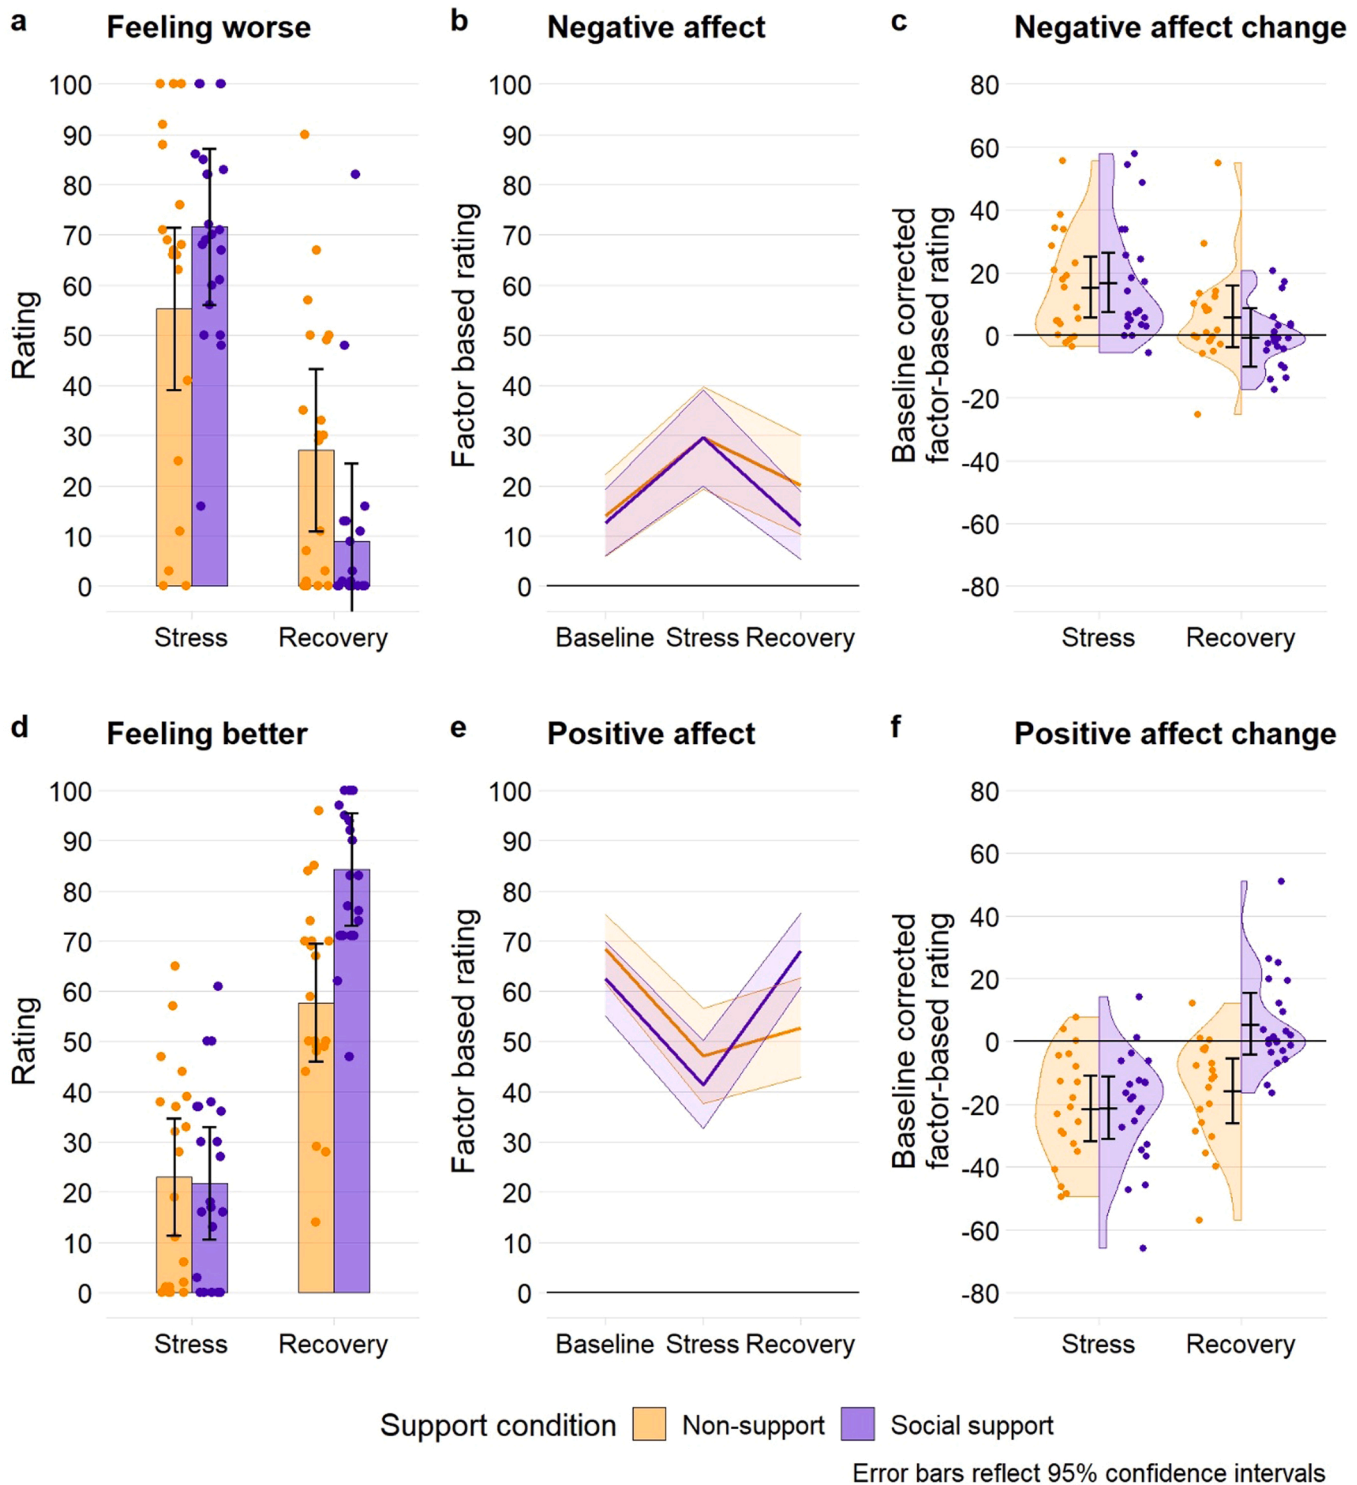 a Feeling worse
b Negative affect
c Negative affect change
100
90
80
70
60
50
40
30
20
10
0
Rating
Stress Recovery
100
90
80
70
60
50
40
30
20
10
0
Factor based rating
Baseline Stress Recovery
80
60
40
20
0
-20
-40
-60
-80
Baseline corrected
factor-based rating
Stress Recovery
d Feeling better
e Positive affect
f Positive affect change
100
90
80
70
60
50
40
30
20
10
0
Rating
Stress Recovery
100
90
80
70
60
50
40
30
20
10
0
Factor based rating
Baseline Stress Recovery
80
60
40
20
0
-20
-40
-60
-80
Baseline corrected
factor-based rating
Stress Recovery
Support condition Non-support Social support
Error bars reflect 95% confidence intervals